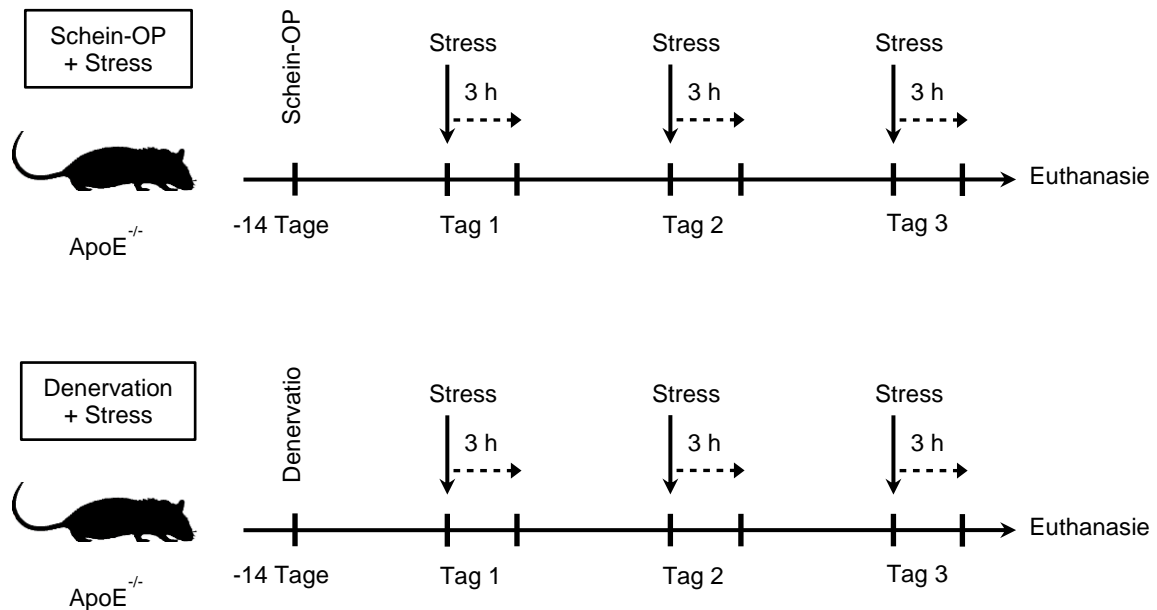 Schein-OP
+ Stress
Schein-OP
Stress
Stress
Stress
3 h
3 h
3 h
Euthanasie
-14 Tage
Tag 1
Tag 2
Tag 3
ApoE-/-
Denervation
+ Stress
Denervatio
Stress
Stress
Stress
3 h
3 h
3 h
Euthanasie
-14 Tage
Tag 1
Tag 2
Tag 3
ApoE-/-